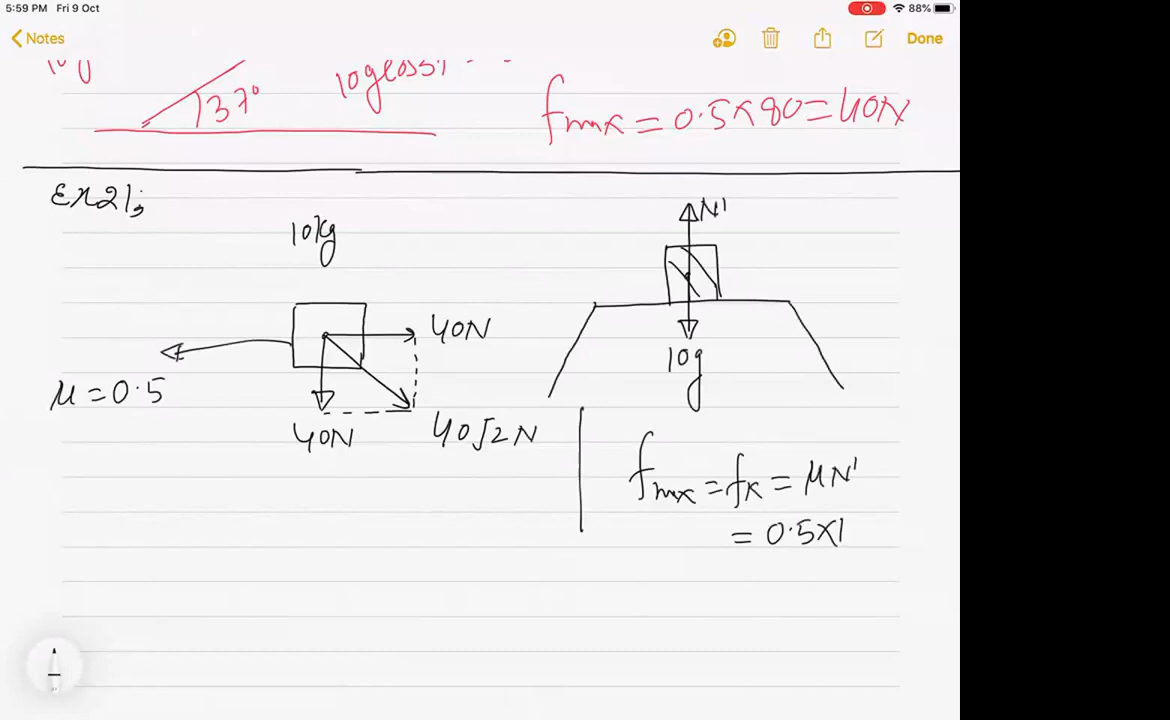 5:59 PM Fri 9 Oct
88%
Notes
Done
10g
37°
fmax = 0.5×80=40N
Ex21;
10kg
N'
40N
10g
μ = 0.5
40N
40√2N
fmax = fK = μN'
= 0.5×1